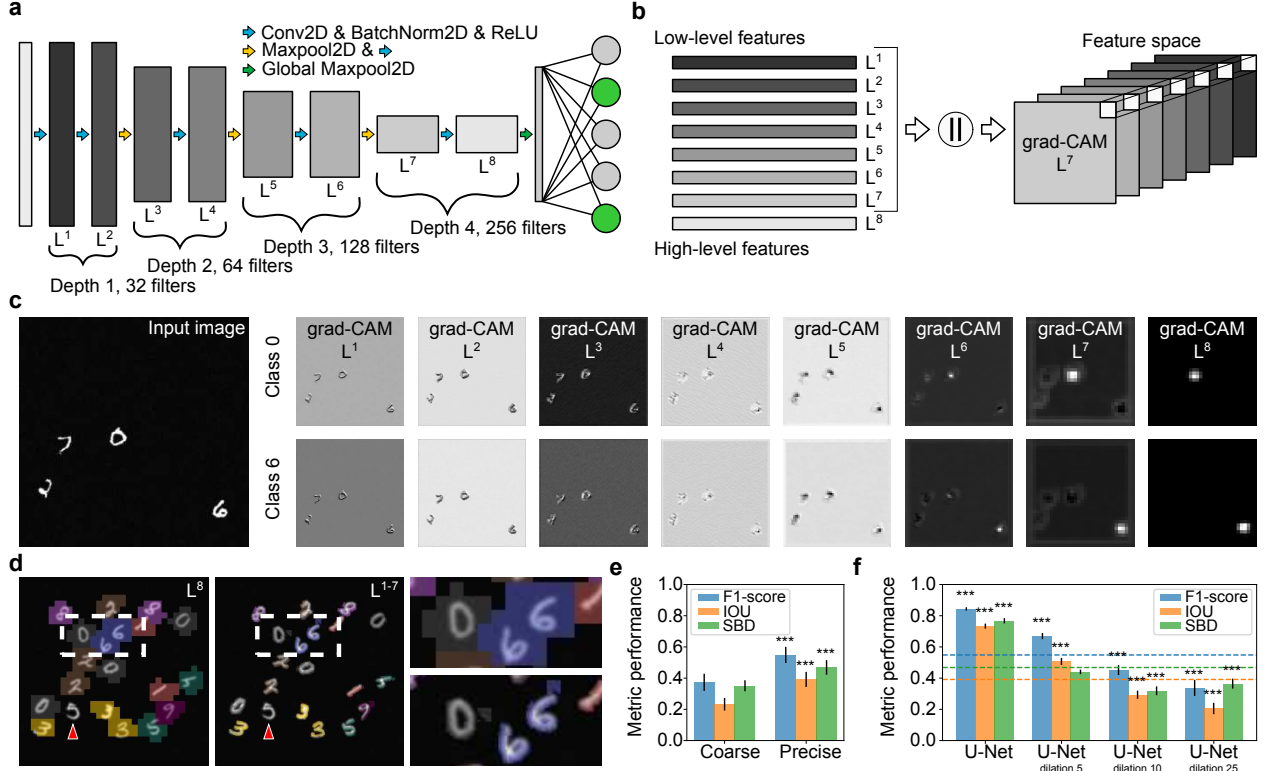 a
Conv2D & BatchNorm2D & ReLU
Maxpool2D &
Global Maxpool2D
L1
L2
L3
L4
L5
L6
L7
L8
Depth 1, 32 filters
Depth 2, 64 filters
Depth 3, 128 filters
Depth 4, 256 filters
b
Low-level features
L1
L2
L3
L4
L5
L6
L7
L8
High-level features
||
Feature space
grad-CAM
L7
c
Input image
7 0
2
6
Class 0
grad-CAM
L1
grad-CAM
L2
grad-CAM
L3
grad-CAM
L4
grad-CAM
L5
grad-CAM
L6
grad-CAM
L7
grad-CAM
L8
Class 6
d
L8
L1-7
e
Metric performance
1.0
0.8
0.6
0.4
0.2
0.0
F1-score
IOU
SBD
***
***
***
Coarse
Precise
f
Metric performance
1.0
0.8
0.6
0.4
0.2
0.0
F1-score
IOU
SBD
***
***
***
***
***
***
***
***
***
***
***
U-Net
U-Net
dilation 5
U-Net
dilation 10
U-Net
dilation 25